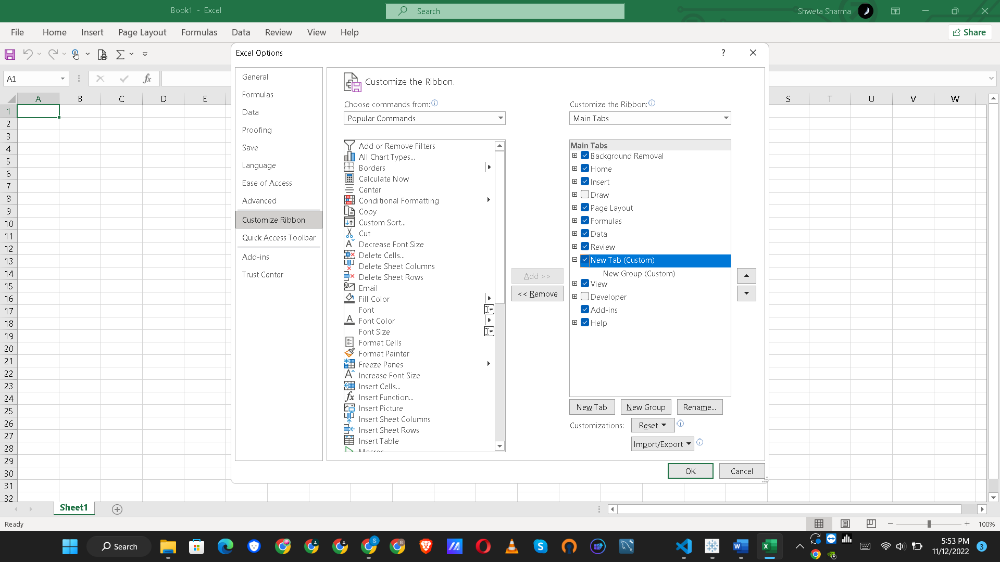 Book1 - Excel
Search
Shweta Sharma
File Home Insert Page Layout Formulas Data Review View Help
Share
A1
fx
A B C D E S T U V W
1
2
3
4
5
6
7
8
9
10
11
12
13
14
15
16
17
18
19
20
21
22
23
24
25
26
27
28
29
30
31
32
Excel Options
?
General
Formulas
Data
Proofing
Save
Language
Ease of Access
Advanced
Customize Ribbon
Quick Access Toolbar
Add-ins
Trust Center
Customize the Ribbon.
Choose commands from:
Popular Commands
Add or Remove Filters
All Chart Types...
Borders
Calculate Now
Center
Conditional Formatting
Copy
Custom Sort...
Cut
Decrease Font Size
Delete Cells...
Delete Sheet Columns
Delete Sheet Rows
Email
Fill Color
Font
Font Color
Font Size
Format Cells
Format Painter
Freeze Panes
Increase Font Size
Insert Cells...
Insert Function...
Insert Picture
Insert Sheet Columns
Insert Sheet Rows
Insert Table
Macros
Add >>
<< Remove
Customize the Ribbon:
Main Tabs
Main Tabs
Background Removal
Home
Insert
Draw
Page Layout
Formulas
Data
Review
New Tab (Custom)
New Group (Custom)
View
Developer
Add-ins
Help
New Tab New Group Rename...
Customizations: Reset
Import/Export
OK Cancel
Sheet1
Ready
100%
Search
5:53 PM
11/12/2022
3